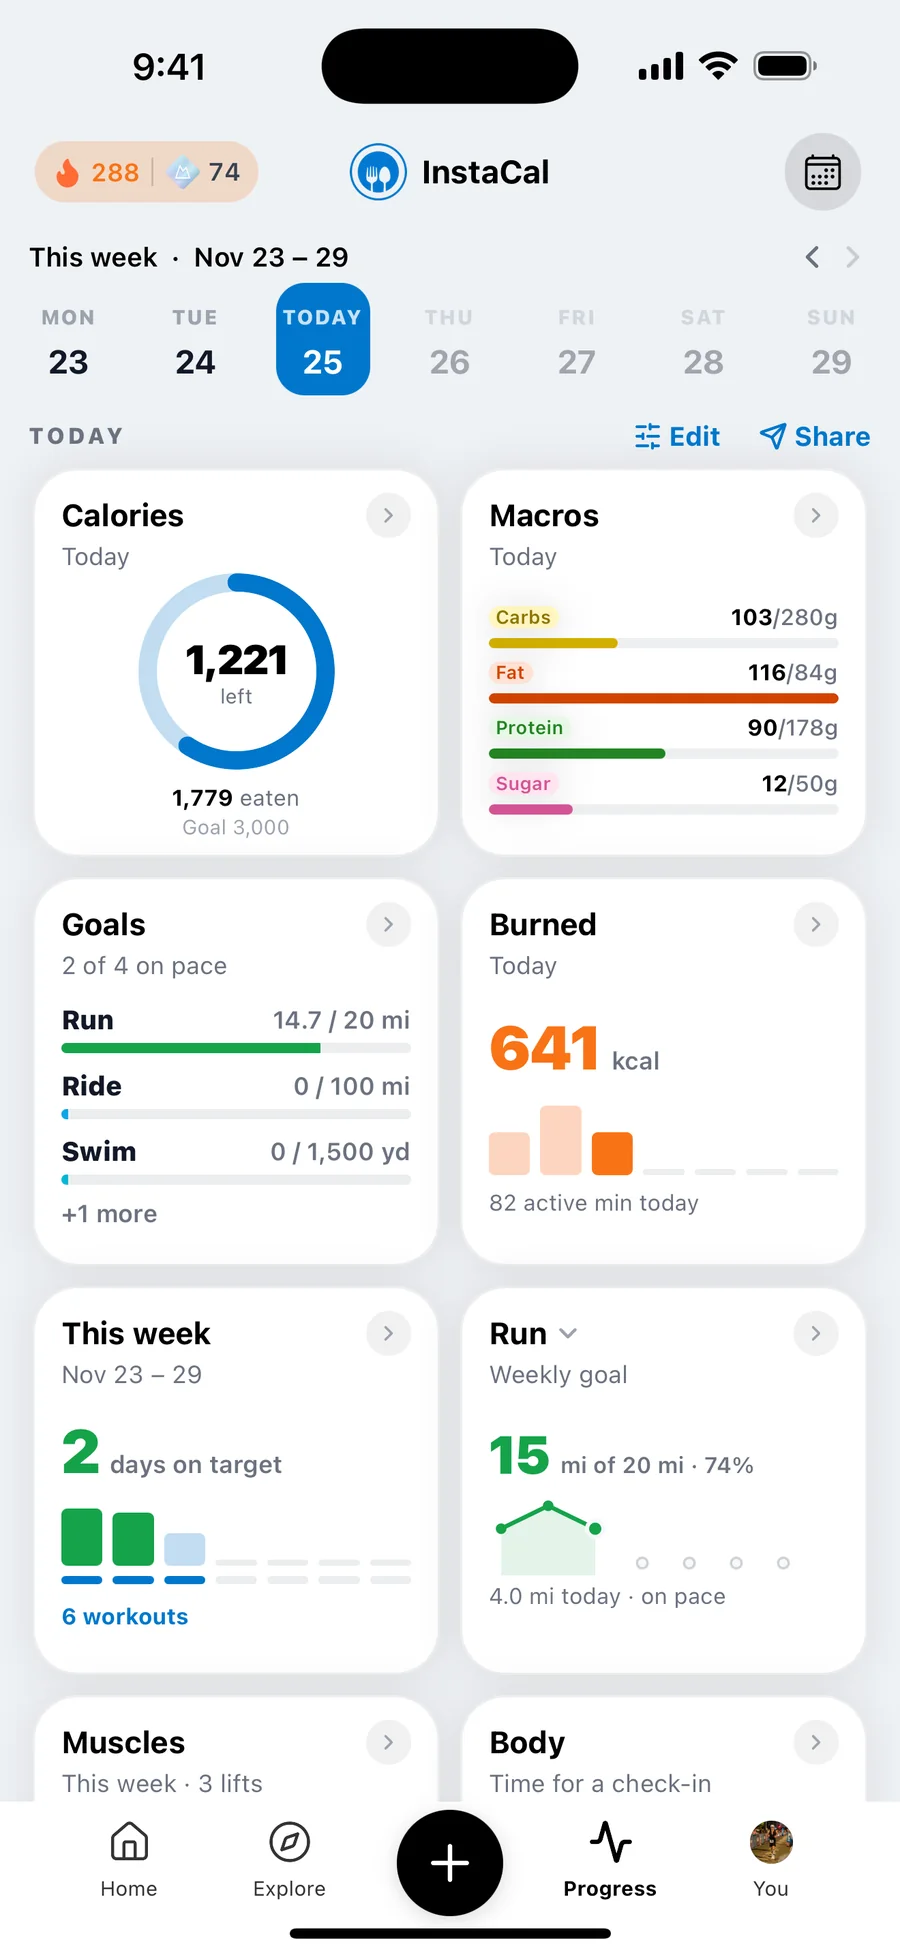 9:41
288 74 InstaCal
This week · Nov 23 – 29
MON TUE TODAY THU FRI SAT SUN
23 24 25 26 27 28 29
TODAY Edit Share
Calories
Today
1,221
left
1,779 eaten
Goal 3,000
Macros
Today
Carbs 103/280g
Fat 116/84g
Protein 90/178g
Sugar 12/50g
Goals
2 of 4 on pace
Run 14.7 / 20 mi
Ride 0 / 100 mi
Swim 0 / 1,500 yd
+1 more
Burned
Today
641 kcal
82 active min today
This week
Nov 23 – 29
2 days on target
6 workouts
Run
Weekly goal
15 mi of 20 mi · 74%
4.0 mi today · on pace
Muscles
This week · 3 lifts
Body
Time for a check-in
Home Explore Progress You